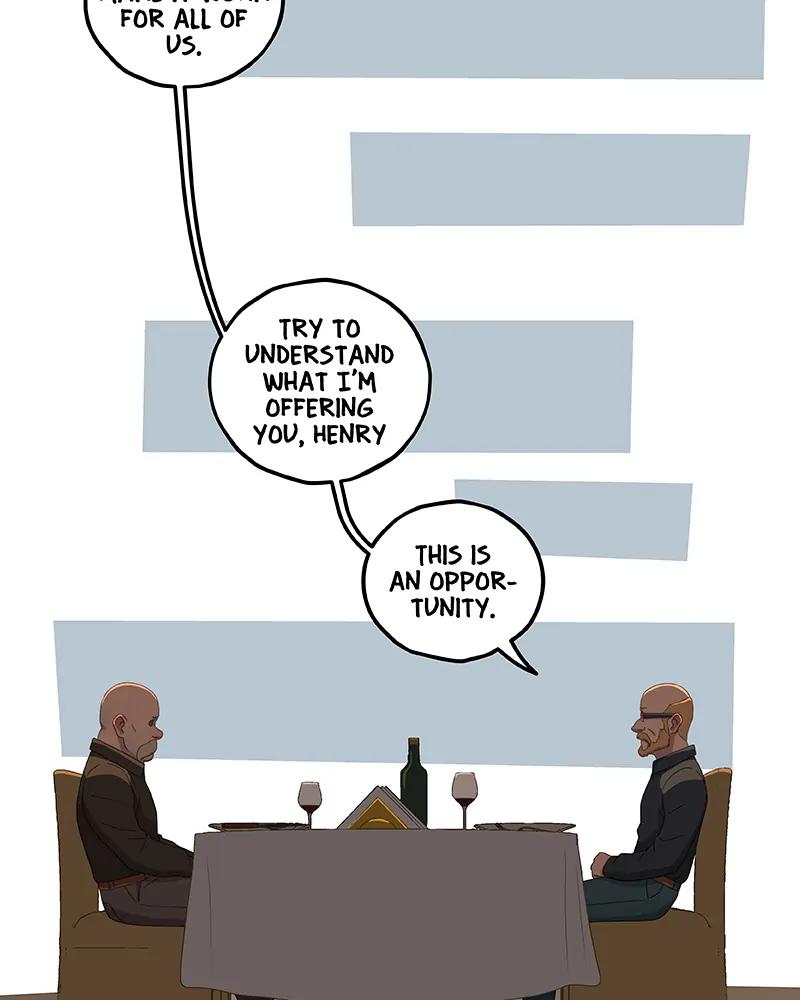 FOR ALL OF
US.
TRY TO
UNDERSTAND
WHAT I'M
OFFERING
YOU, HENRY
THIS IS
AN OPPOR-
TUNITY.